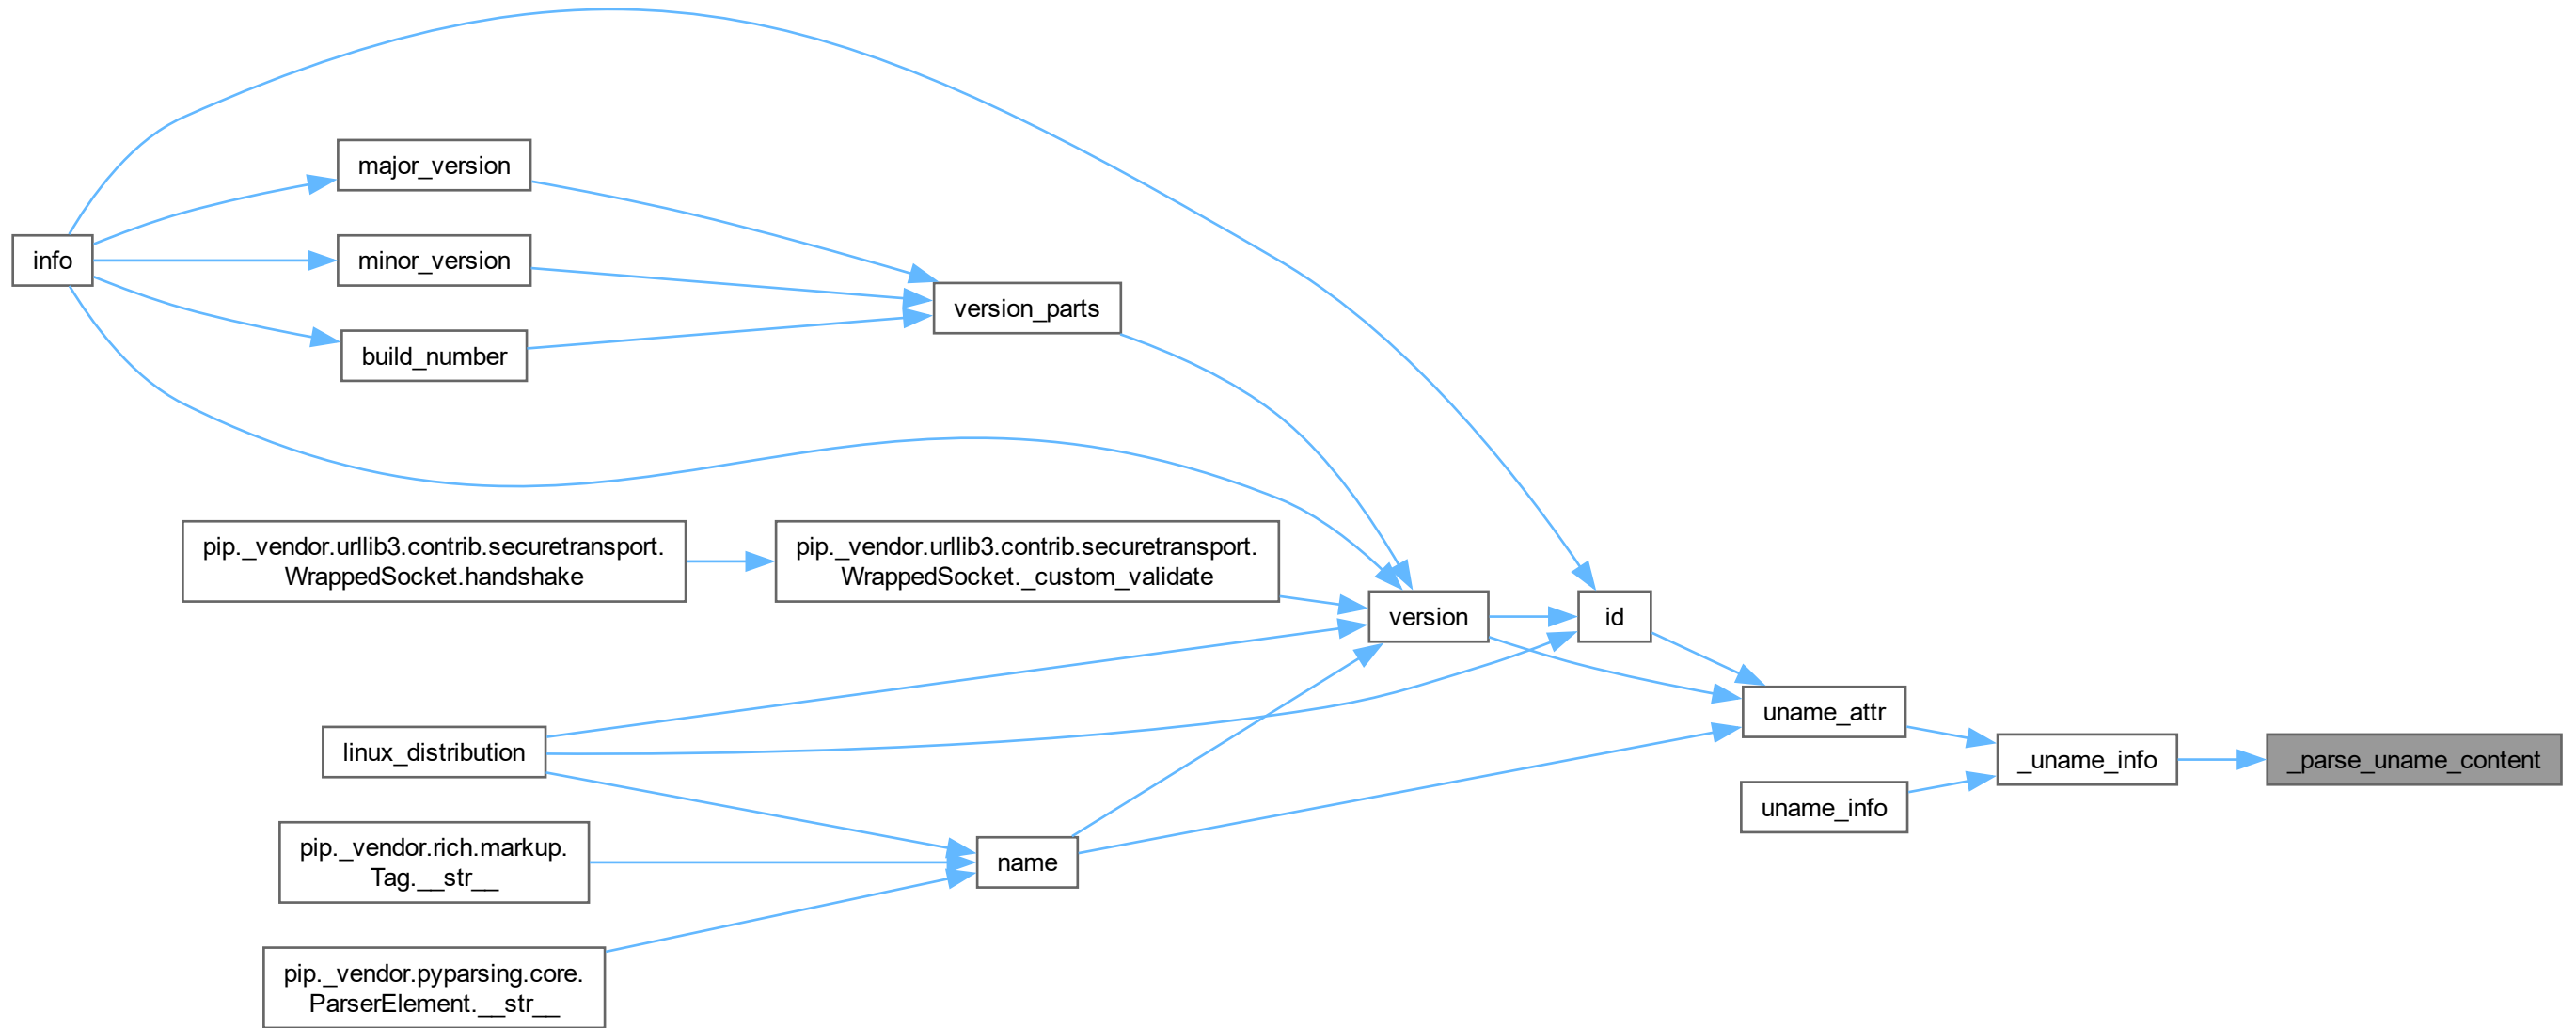 major_version
info
minor_version
version_parts
build_number
pip._vendor.urllib3.contrib.securetransport.
WrappedSocket.handshake
pip._vendor.urllib3.contrib.securetransport.
WrappedSocket._custom_validate
version
id
uname_attr
linux_distribution
_uname_info
_parse_uname_content
uname_info
pip._vendor.rich.markup.
Tag.__str__
name
pip._vendor.pyparsing.core.
ParserElement.__str__